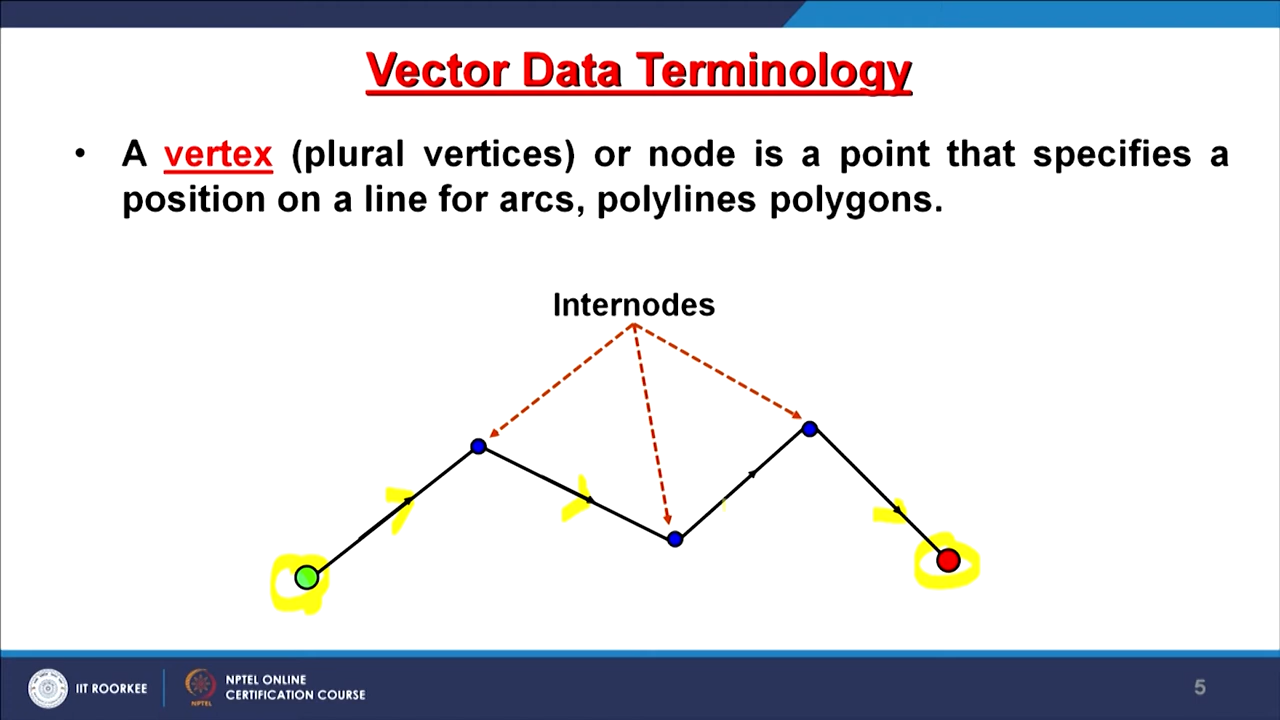 Vector Data Terminology
• A vertex (plural vertices) or node is a point that specifies a
position on a line for arcs, polylines polygons.
Internodes
IIT ROORKEE
NPTEL
NPTEL ONLINE
CERTIFICATION COURSE
5